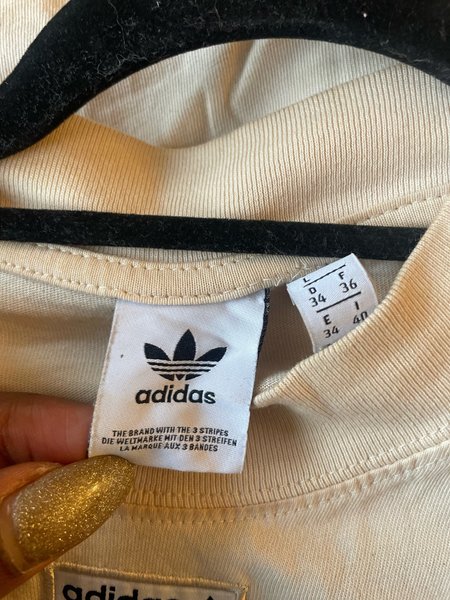 adidas
THE BRAND WITH THE 3 STRIPES
DIE WELTMARKE MIT DEN 3 STREIFEN
LA MARQUE AUX 3 BANDES
D F
34 36
E I
34 40
adidas